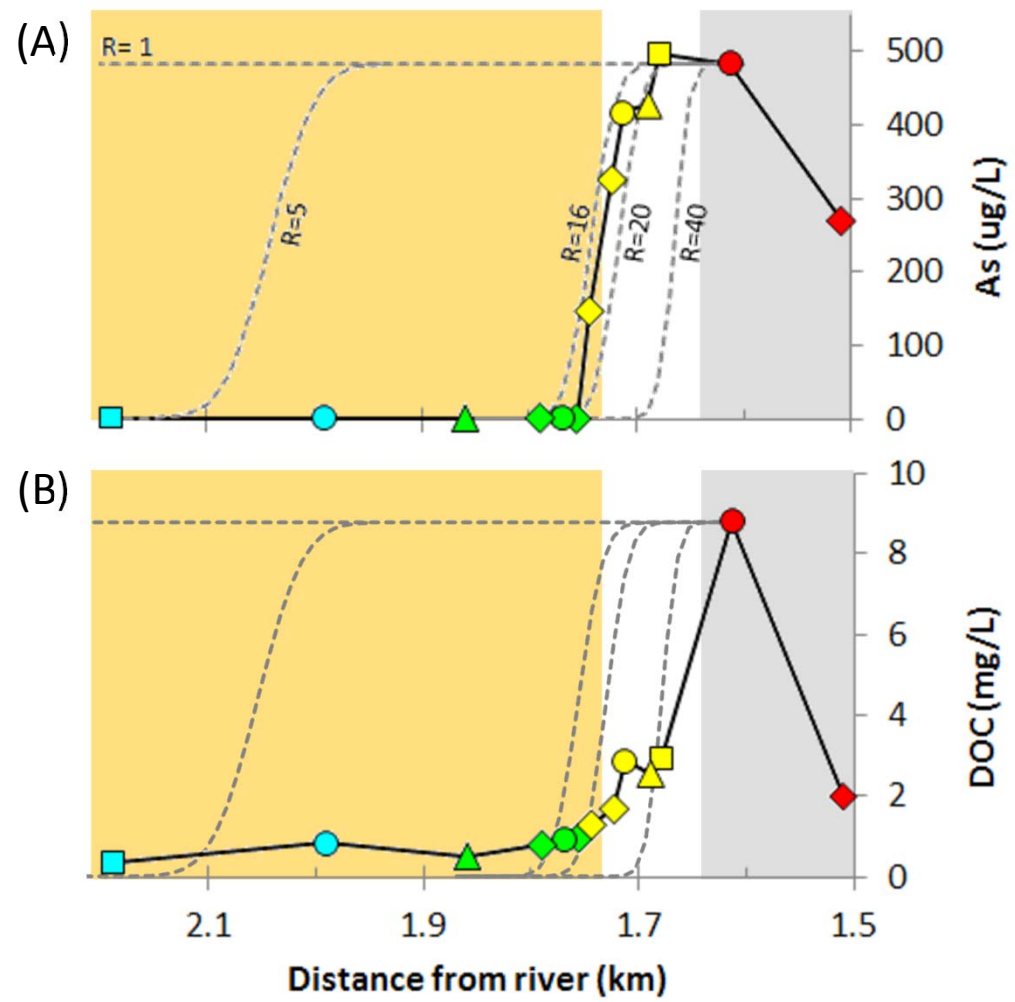 (A)
R= 1
R=5
R=16
R=20
R=40
500
400
300
200
100
0
As (ug/L)
(B)
10
8
6
4
2
0
DOC (mg/L)
2.1
1.9
1.7
1.5
Distance from river (km)